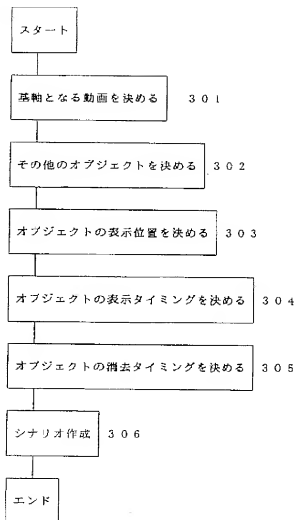 スタート
基軸となる動画を決める 301
その他のオブジェクトを決める 302
オブジェクトの表示位置を決める 303
オブジェクトの表示タイミングを決める 304
オブジェクトの消去タイミングを決める 305
シナリオ作成 306
エンド